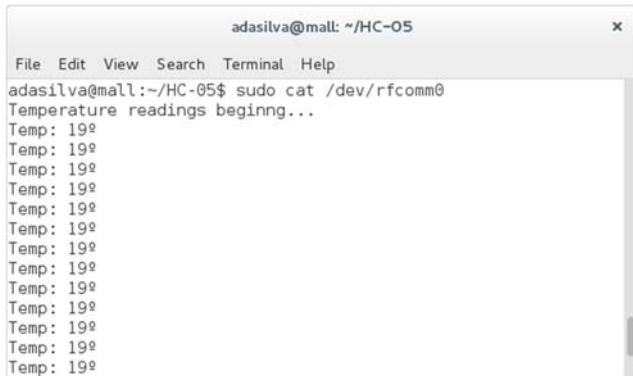 adasilva@mall: ~/HC-05 ×
File Edit View Search Terminal Help
adasilva@mall:~/HC-05$ sudo cat /dev/rfcomm0
Temperature readings beginng...
Temp: 19º
Temp: 19º
Temp: 19º
Temp: 19º
Temp: 19º
Temp: 19º
Temp: 19º
Temp: 19º
Temp: 19º
Temp: 19º
Temp: 19º
Temp: 19º
Temp: 19º